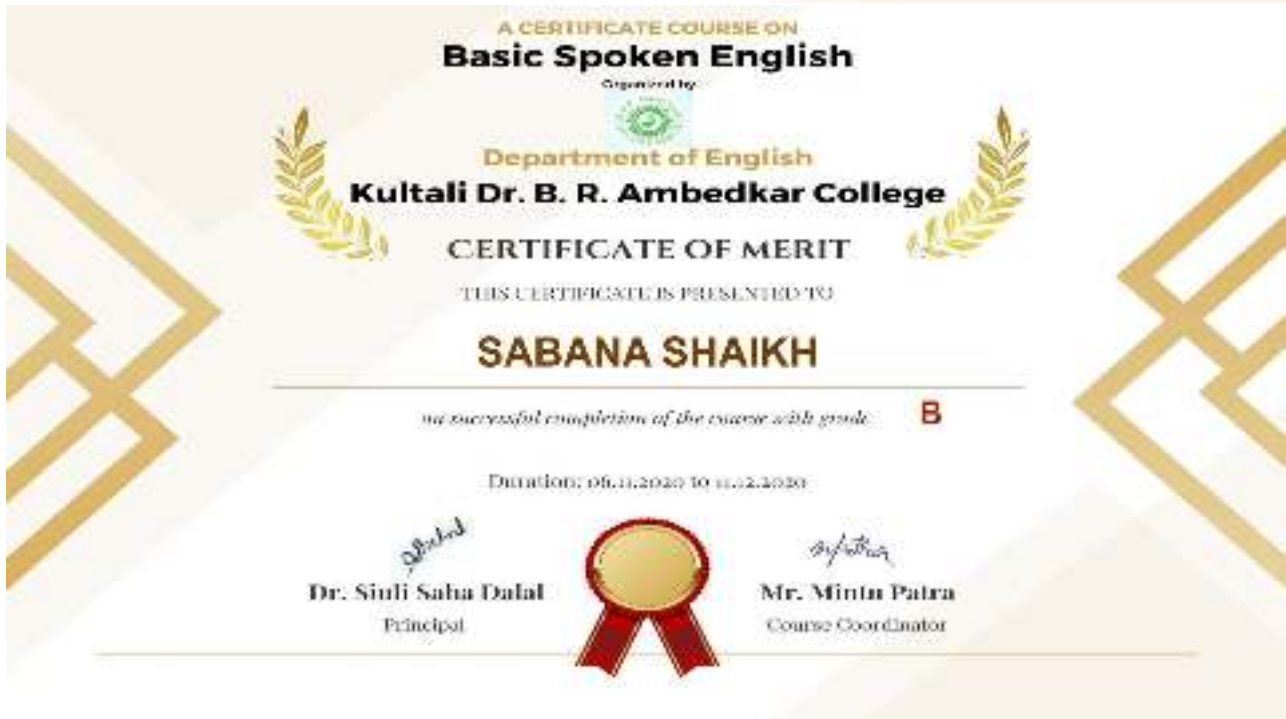 A CERTIFICATE COURSE ON
Basic Spoken English
Organized by
Department of English
Kultali Dr. B. R. Ambedkar College
CERTIFICATE OF MERIT
THIS CERTIFICATE IS PRESENTED TO
SABANA SHAIKH
on successful completion of the course with grade B
Duration: 06.11.2020 to 11.12.2020
Dr. Siuli Saha Dalal Mr. Mintu Patra
Principal Course Coordinator